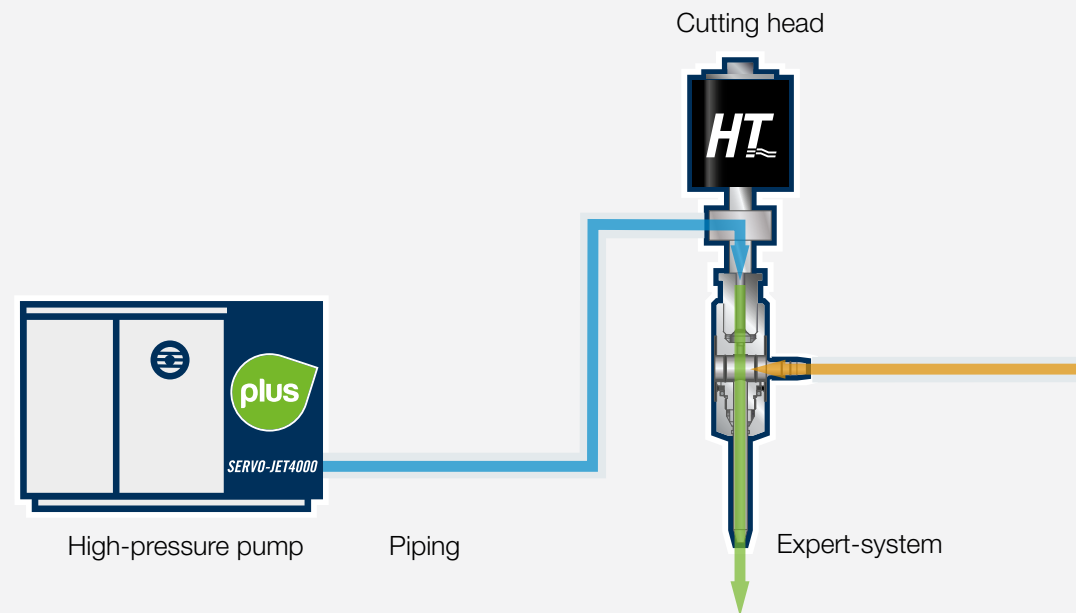 Cutting head
HT
plus
SERVO-JET4000
High-pressure pump
Piping
Expert-system